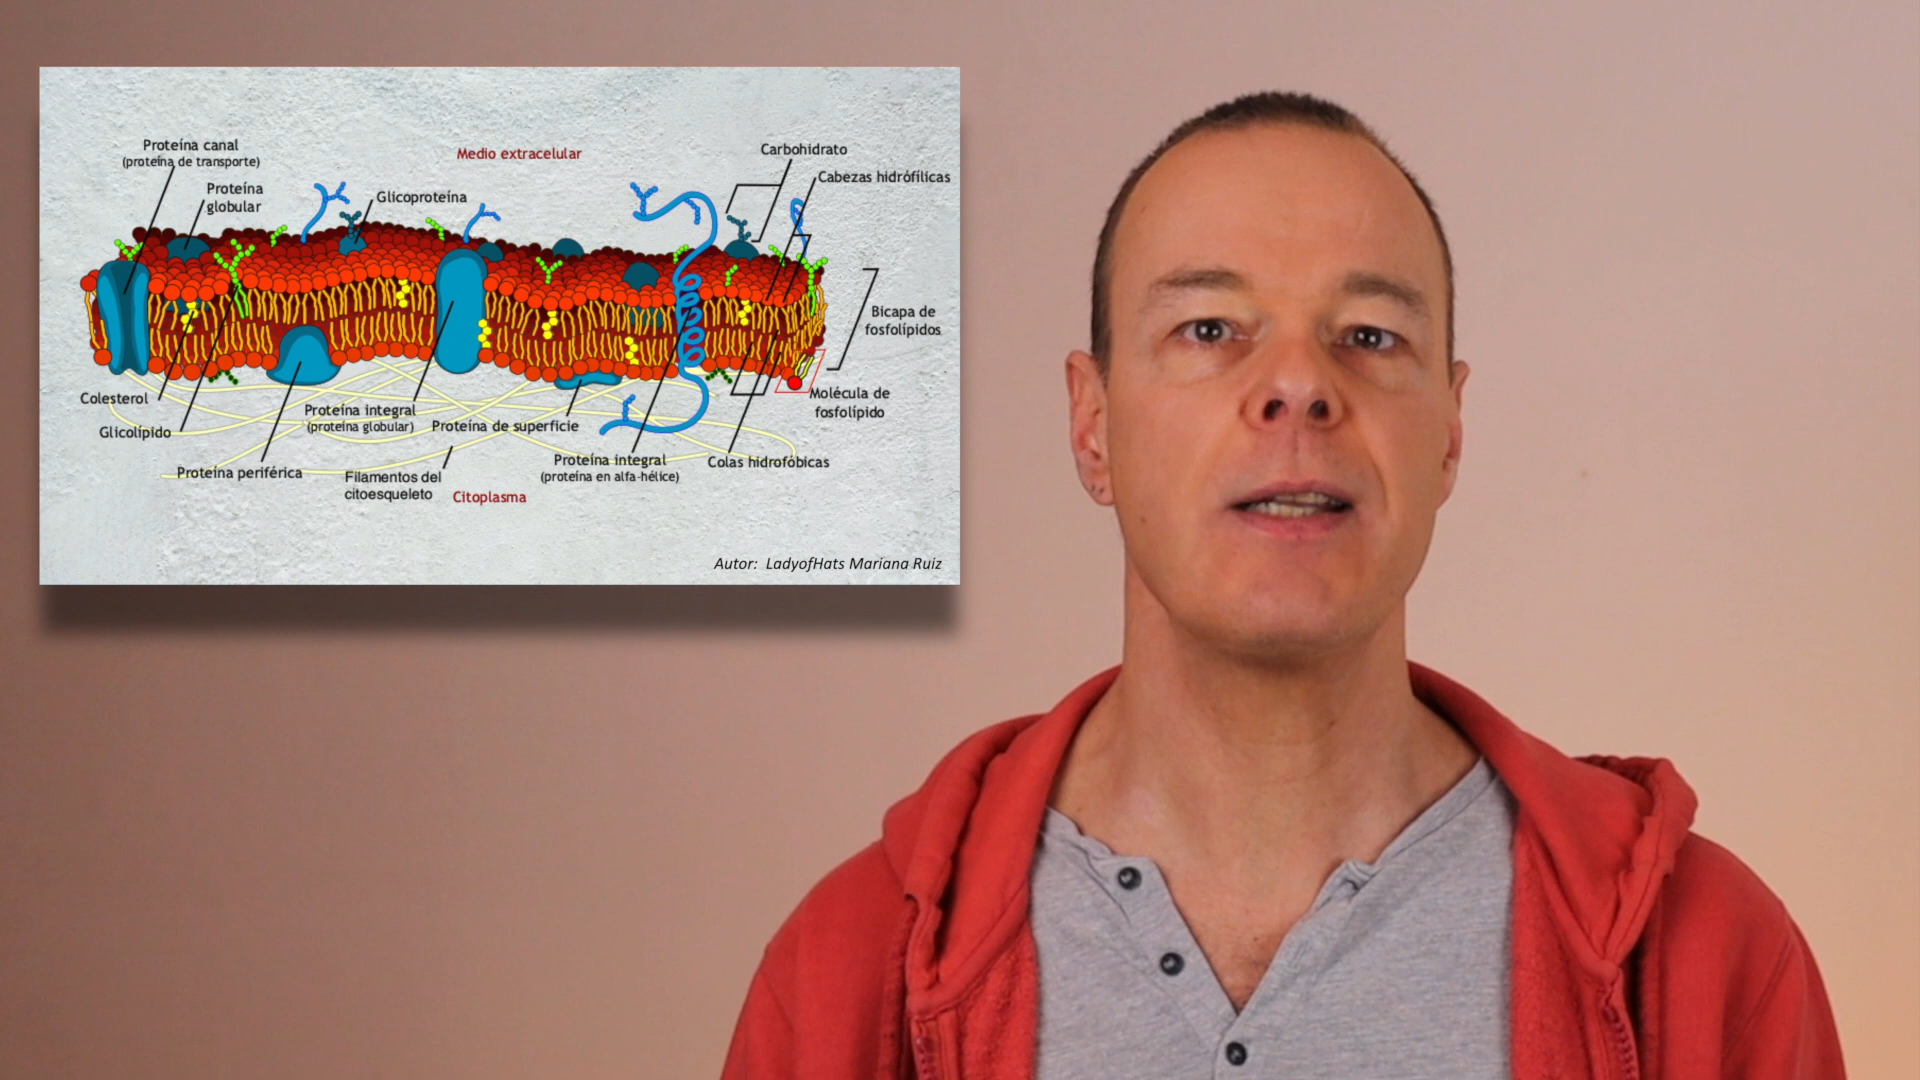 Proteína canal
(proteína de transporte)
Proteína
globular
Medio extracelular
Glicoproteína
Carbohidrato
Cabezas hidrófilicas
Bicapa de
fosfolípidos
Molécula de
fosfolípido
Colesterol
Glicolípido
Proteína integral
(proteína globular)
Proteína de superficie
Proteína periférica
Filamentos del
citoesqueleto
Citoplasma
Proteína integral
(proteína en alfa-hélice)
Colas hidrofóbicas
Autor: LadyofHats Mariana Ruiz